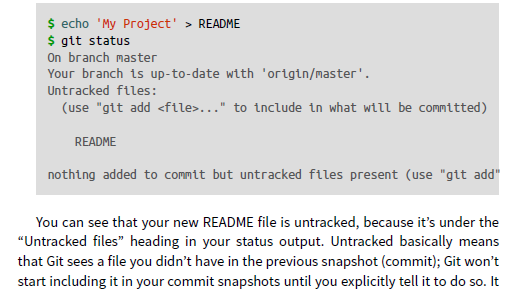 $ echo 'My Project' > README
$ git status
On branch master
Your branch is up-to-date with 'origin/master'.
Untracked files:
  (use "git add <file>..." to include in what will be committed)

    README

nothing added to commit but untracked files present (use "git add"

You can see that your new README file is untracked, because it’s under the
“Untracked files” heading in your status output. Untracked basically means
that Git sees a file you didn’t have in the previous snapshot (commit); Git won’t
start including it in your commit snapshots until you explicitly tell it to do so. It